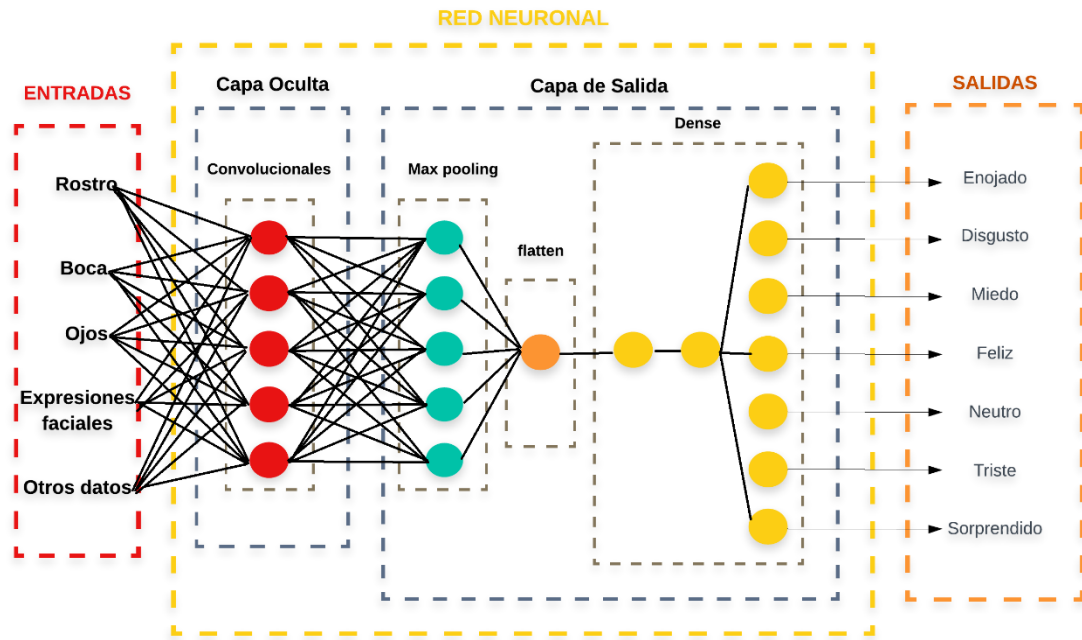 RED NEURONAL
ENTRADAS
Capa Oculta
Capa de Salida
SALIDAS
Convolucionales
Max pooling
flatten
Dense
Rostro
Boca
Ojos
Expresiones
faciales
Otros datos
Enojado
Disgusto
Miedo
Feliz
Neutro
Triste
Sorprendido